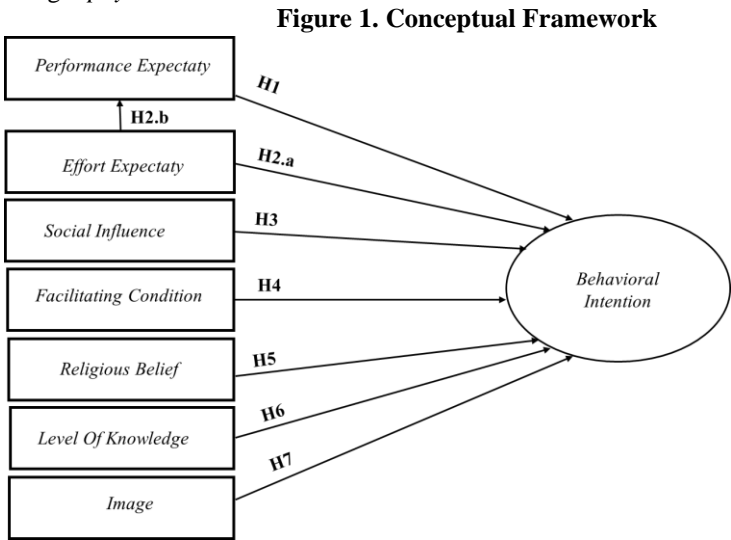 Figure 1. Conceptual Framework
Performance Expectaty
H1
H2.b
Effort Expectaty
H2.a
Social Influence
H3
Facilitating Condition
H4
Behavioral
Intention
Religious Belief
H5
Level Of Knowledge
H6
Image
H7